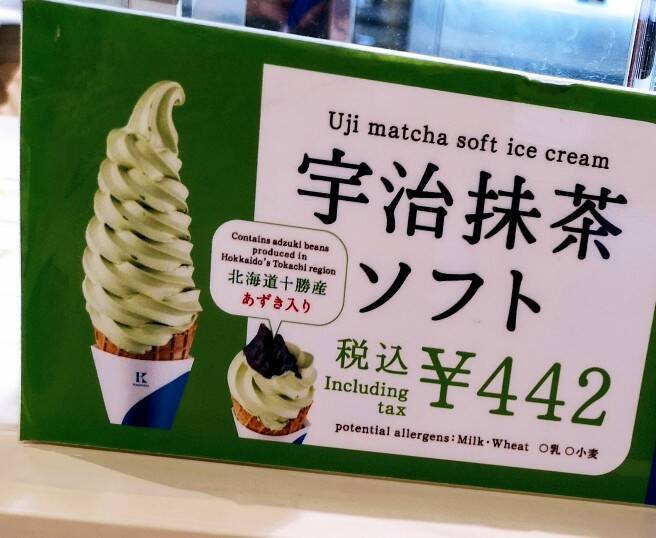 Uji matcha soft ice cream
宇治抹茶
ソフト
Contains adzuki beans
produced in
Hokkaido's Tokachi region
北海道十勝産
あずき入り
税込 ¥442
Including
tax
potential allergens:Milk・Wheat ○乳 ○小麦
K